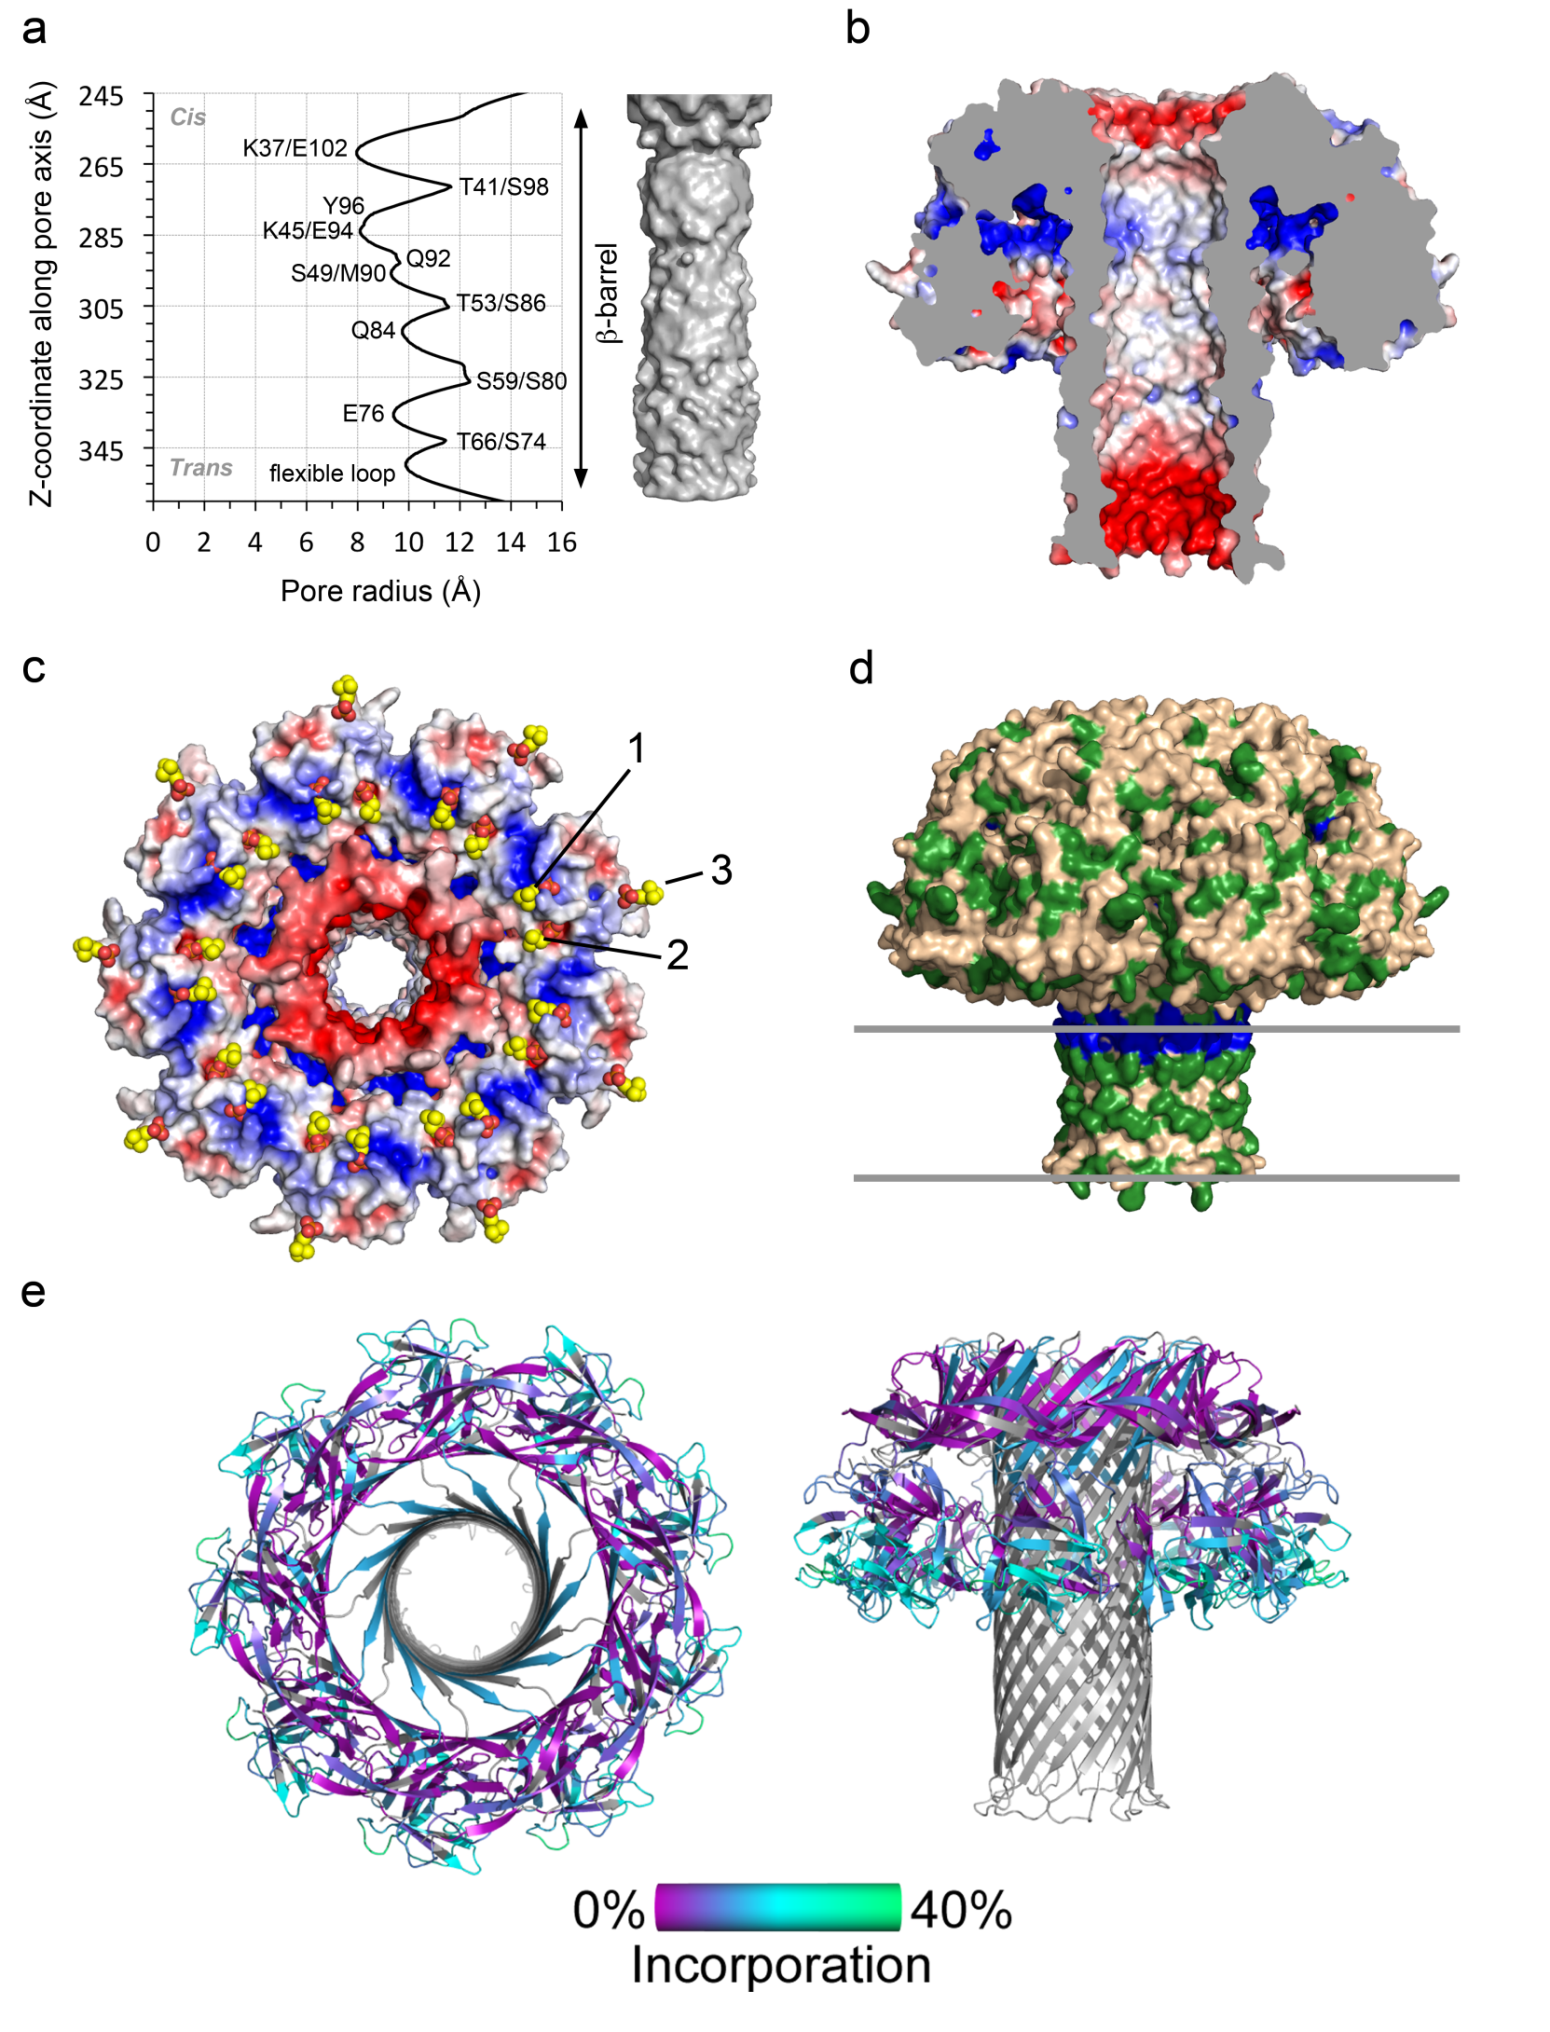 a
b
Z-coordinate along pore axis (Å)
245
265
285
305
325
345
Cis
K37/E102
T41/S98
Y96
K45/E94
Q92
S49/M90
T53/S86
Q84
S59/S80
E76
T66/S74
Trans
flexible loop
0 2 4 6 8 10 12 14 16
Pore radius (Å)
β-barrel
c
d
1
3
2
e
0% 40%
Incorporation